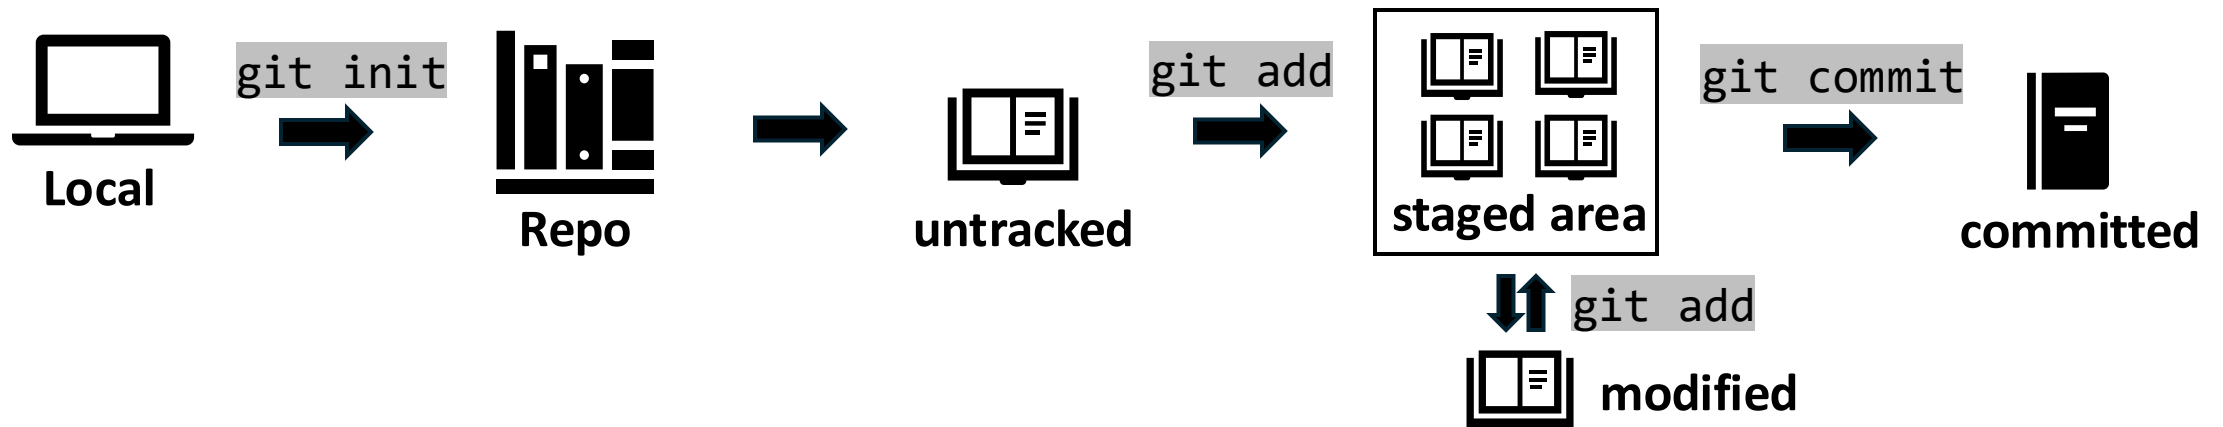 git init
Local
Repo
untracked
git add
staged area
git commit
committed
git add
modified